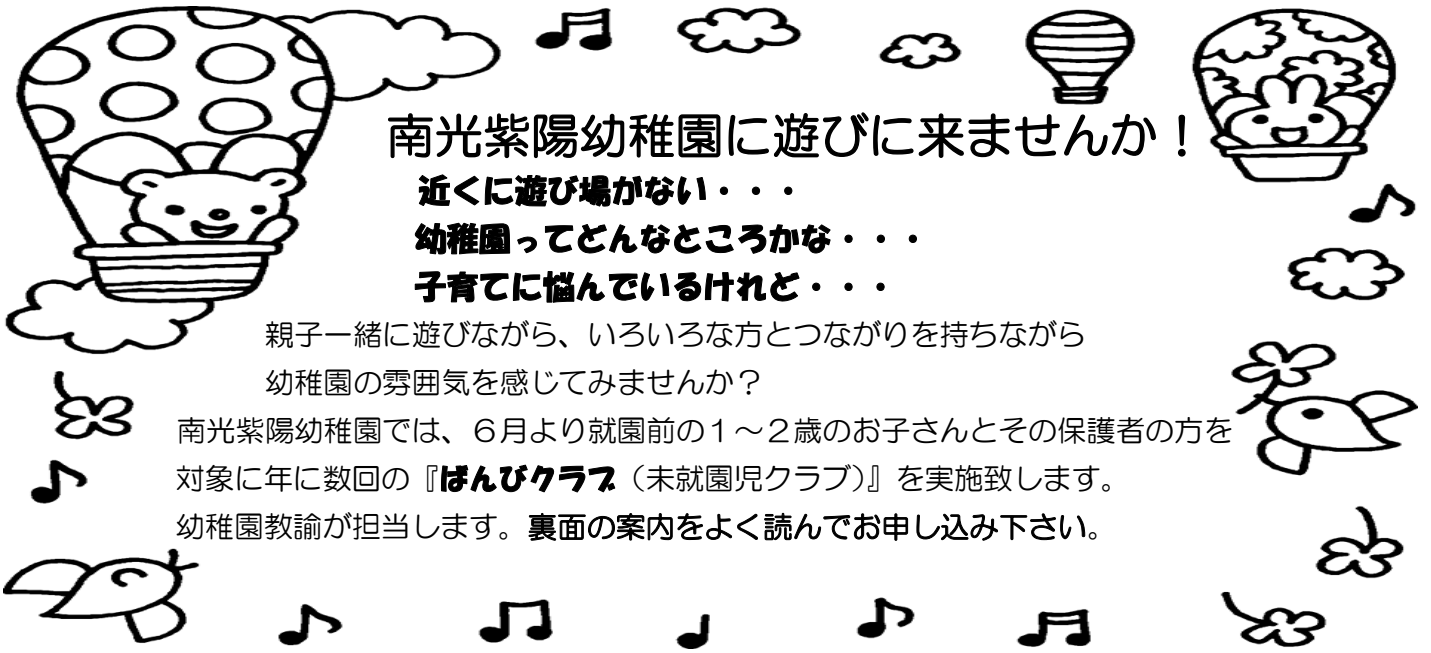 南光紫陽幼稚園に遊びに来ませんか！
近くに遊び場がない・・・
幼稚園ってどんなところかな・・・
子育てに悩んでいるけれど・・・
親子一緒に遊びながら、いろいろな方とつながりを持ちながら
幼稚園の雰囲気を感じてみませんか？
南光紫陽幼稚園では、６月より就園前の１～２歳のお子さんとその保護者の方を
対象に年に数回の『ばんびクラブ（未就園児クラブ）』を実施致します。
幼稚園教諭が担当します。裏面の案内をよく読んでお申し込み下さい。